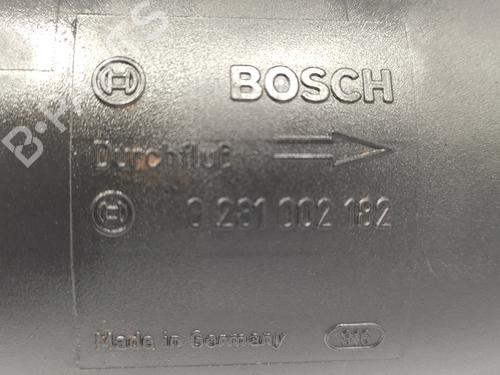 BOSCH
Durchfluß
0 281 002 182
Made in Germany